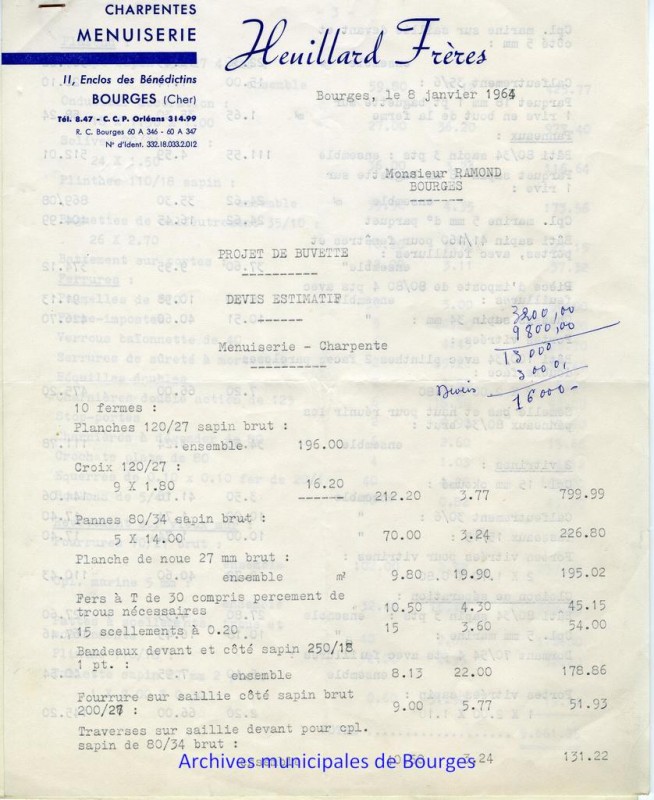 CHARPENTES
MENUISERIE
Heuillard Frères
11, Enclos des Bénédictins
BOURGES (Cher)
Tél. 8.47 - C.C.P. Orléans 314.99
R. C. Bourges 60 A 346 - 60 A 347
N° d'Ident. 332.18.033.2.012
Bourges, le 8 janvier 1964
Monsieur RAMOND
BOURGES
PROJET DE BUVETTE
DEVIS ESTIMATIF
Menuiserie - Charpente
3200,00
9800,00
13000
3000,
Devis 16000-
10 fermes :
Planches 120/27 sapin brut :
ensemble 196.00
Croix 120/27 :
9 X 1.80 16.20
212.20 3.77 799.99
Pannes 80/34 sapin brut :
5 X 14.00 " 70.00 3.24 226.80
Planche de noue 27 mm brut :
ensemble m² 9.80 19.90 195.02
Fers à T de 30 compris percement de
trous nécessaires 10.50 4.30 45.15
15 scellements à 0.20 " 15 3.60 54.00
Bandeaux devant et côté sapin 250/18
1 pt. :
ensemble 8.13 22.00 178.86
Fourrure sur saillie côté sapin brut
200/27 : 9.00 5.77 51.93
Traverses sur saillie devant pour cpl.
sapin de 80/34 brut :
ensemble 3.24 131.22
Archives municipales de Bourges